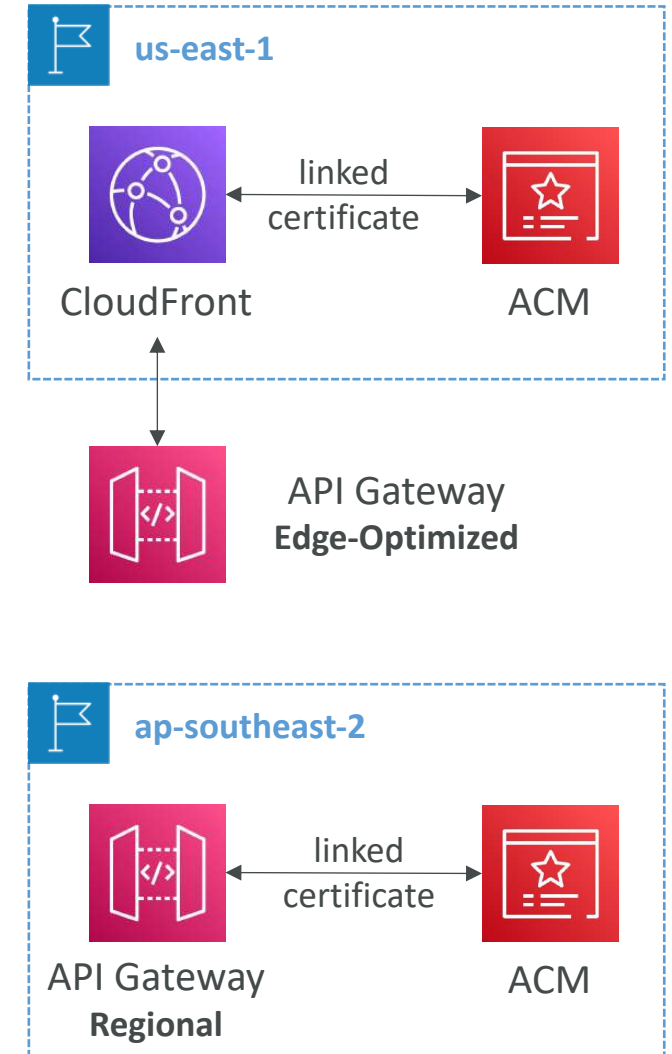 us-east-1
linked
certificate
CloudFront
ACM
</>
API Gateway
Edge-Optimized
ap-southeast-2
</>
linked
certificate
API Gateway
Regional
ACM